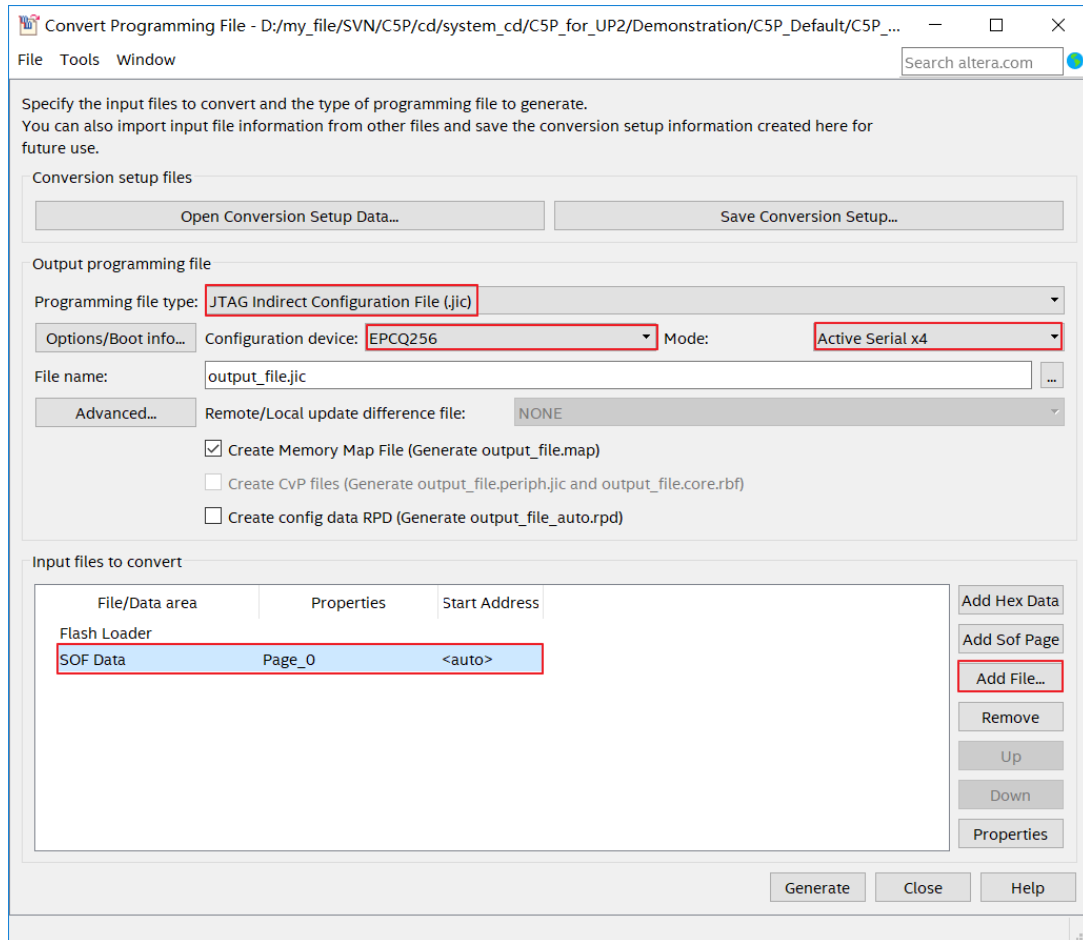 Convert Programming File - D:/my_file/SVN/C5P/cd/system_cd/C5P_for_UP2/Demonstration/C5P_Default/C5P_...
File Tools Window
Search altera.com
Specify the input files to convert and the type of programming file to generate.
You can also import input file information from other files and save the conversion setup information created here for
future use.
Conversion setup files
Open Conversion Setup Data... Save Conversion Setup...
Output programming file
Programming file type: JTAG Indirect Configuration File (.jic)
Options/Boot info... Configuration device: EPCQ256 Mode: Active Serial x4
File name: output_file.jic ...
Advanced... Remote/Local update difference file: NONE
Create Memory Map File (Generate output_file.map)
Create CvP files (Generate output_file.periph.jic and output_file.core.rbf)
Create config data RPD (Generate output_file_auto.rpd)
Input files to convert
File/Data area Properties Start Address
Flash Loader
SOF Data Page_0 <auto>
Add Hex Data
Add Sof Page
Add File...
Remove
Up
Down
Properties
Generate Close Help